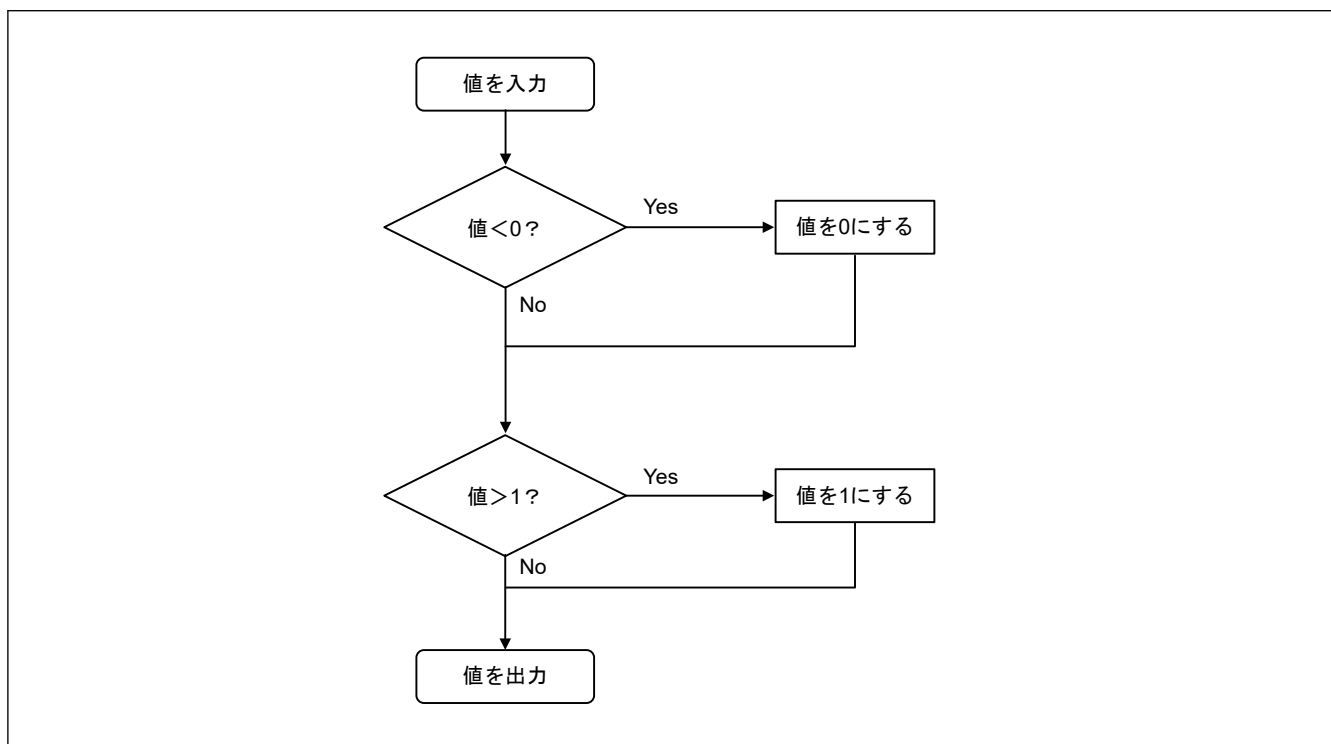 値を入力
値＜0？
Yes
値を0にする
No
値＞1？
Yes
値を1にする
No
値を出力